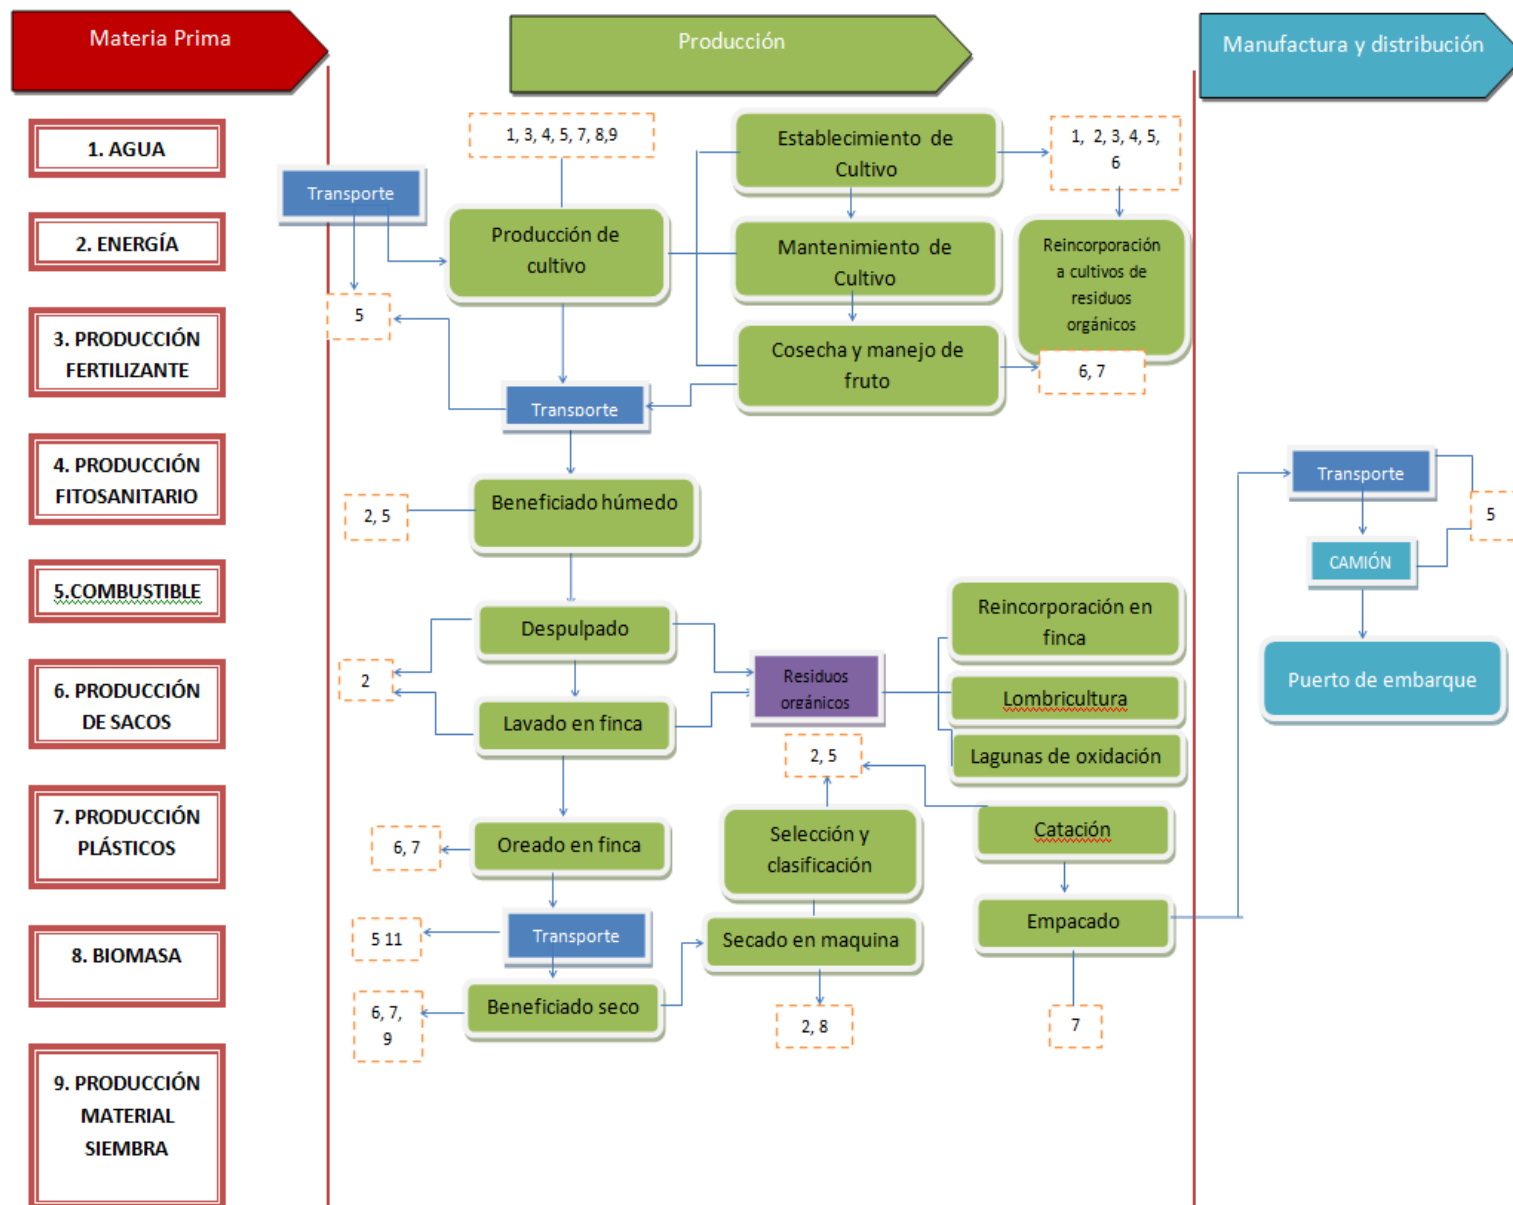 Materia Prima
Producción
Manufactura y distribución
1. AGUA
2. ENERGÍA
3. PRODUCCIÓN
FERTILIZANTE
4. PRODUCCIÓN
FITOSANITARIO
5.COMBUSTIBLE
6. PRODUCCIÓN
DE SACOS
7. PRODUCCIÓN
PLÁSTICOS
8. BIOMASA
9. PRODUCCIÓN
MATERIAL
SIEMBRA
Transporte
5
1, 3, 4, 5, 7, 8,9
Producción de
cultivo
Establecimiento de
Cultivo
Mantenimiento de
Cultivo
Cosecha y manejo de
fruto
1, 2, 3, 4, 5,
6
Reincorporación
a cultivos de
residuos
orgánicos
6, 7
Transporte
Beneficiado húmedo
2, 5
Despulpado
2
Lavado en finca
Residuos
orgánicos
Reincorporación en
finca
Lombricultura
Lagunas de oxidación
Oreado en finca
6, 7
Transporte
5 11
Beneficiado seco
6, 7,
9
2, 5
Selección y
clasificación
Secado en maquina
2, 8
Catación
Empacado
7
Transporte
5
CAMIÓN
Puerto de embarque